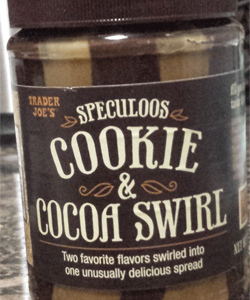 TRADER
JOE'S
SPECULOOS
COOKIE
&
COCOA SWIRL
Two favorite flavors swirled into
one unusually delicious spread